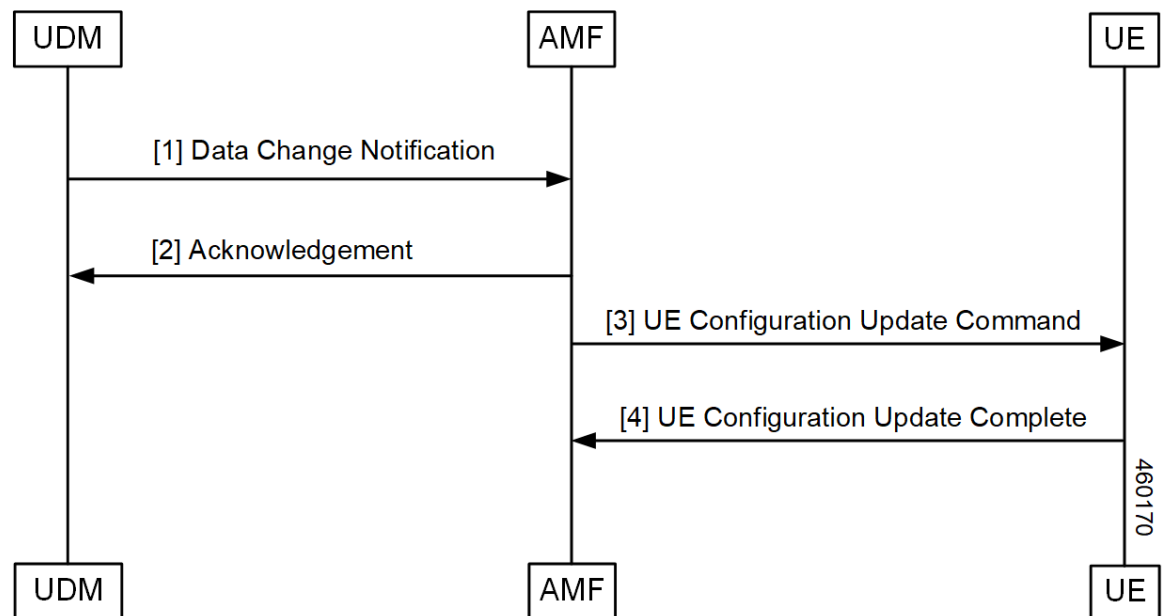 UDM
AMF
UE
[1] Data Change Notification
[2] Acknowledgement
[3] UE Configuration Update Command
[4] UE Configuration Update Complete
460170
UDM
AMF
UE